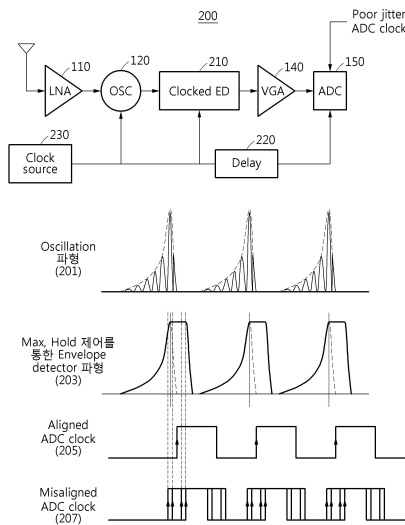 200
Poor jitter
ADC clock
110
120
210
140
150
LNA
OSC
Clocked ED
VGA
ADC
230
220
Clock
source
Delay
Oscillation
파형
(201)
Max, Hold 제어를
통한 Envelope
detector 파형
(203)
Aligned
ADC clock
(205)
Misaligned
ADC clock
(207)